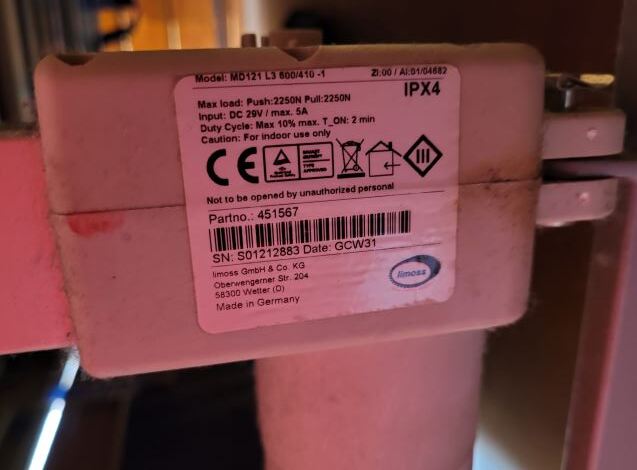 Model: MD121 L3 600/410 -1
ZI:00 / AI:01/04682
IPX4
Max load: Push:2250N Pull:2250N
Input: DC 29V / max. 5A
Duty Cycle: Max 10% max. T_ON: 2 min
Caution: For indoor use only
CE
TYPE
APPROVED
III
Not to be opened by unauthorized personal
Partno.: 451567
SN: S01212883 Date: GCW31
limoss GmbH & Co. KG
Oberwengerner Str. 204
58300 Wetter (D)
Made in Germany
limoss